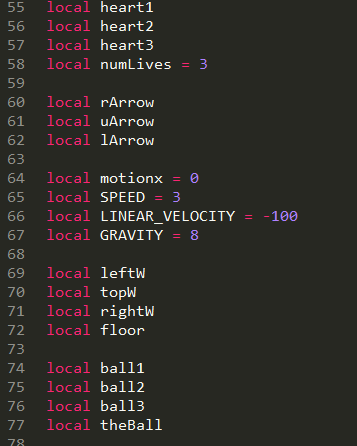 55 local heart1
56 local heart2
57 local heart3
58 local numLives = 3
59
60 local rArrow
61 local uArrow
62 local lArrow
63
64 local motionx = 0
65 local SPEED = 3
66 local LINEAR_VELOCITY = -100
67 local GRAVITY = 8
68
69 local leftW
70 local topW
71 local rightW
72 local floor
73
74 local ball1
75 local ball2
76 local ball3
77 local theBall
78